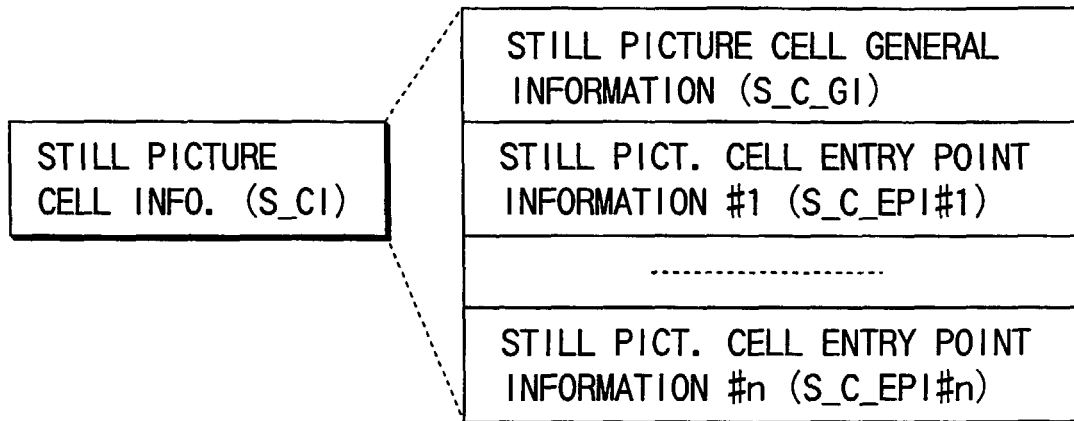 STILL PICTURE
CELL INFO. (S_CI)
STILL PICTURE CELL GENERAL
INFORMATION (S_C_GI)
STILL PICT. CELL ENTRY POINT
INFORMATION #1 (S_C_EPI#1)
STILL PICT. CELL ENTRY POINT
INFORMATION #n (S_C_EPI#n)